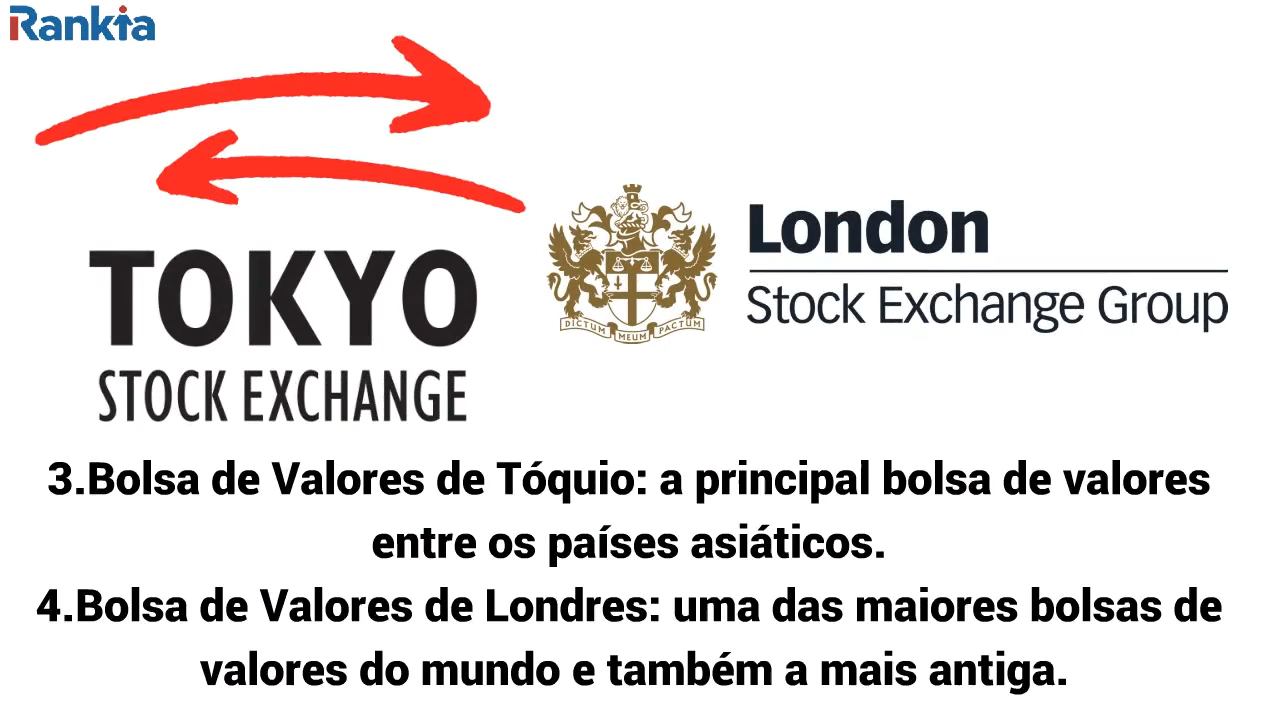 Rankia
TOKYO
STOCK EXCHANGE
London
Stock Exchange Group
DICTUM MEUM PACTUM
3.Bolsa de Valores de Tóquio: a principal bolsa de valores
entre os países asiáticos.
4.Bolsa de Valores de Londres: uma das maiores bolsas de
valores do mundo e também a mais antiga.